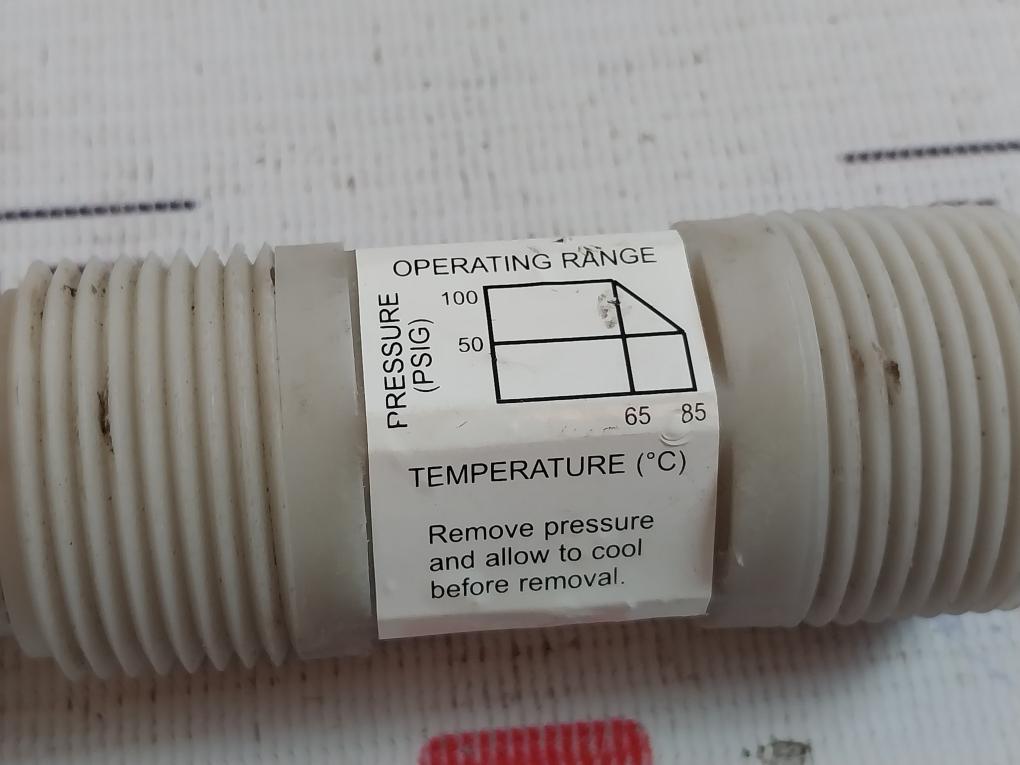 OPERATING RANGE
PRESSURE
(PSIG)
100
50
65 85
TEMPERATURE (°C)
Remove pressure
and allow to cool
before removal.